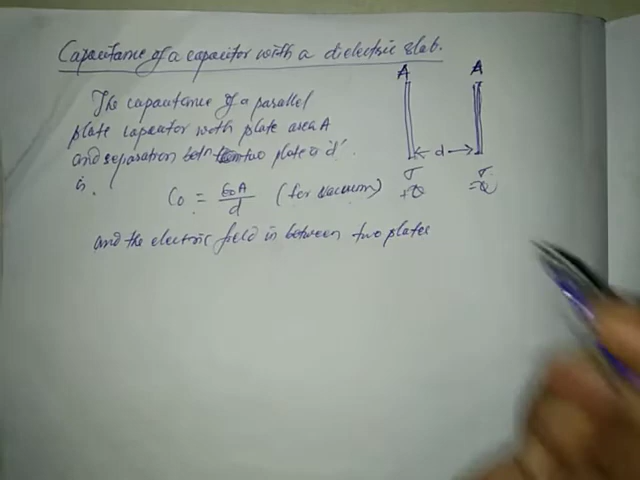 Capacitance of a capacitor with a dielectric slab.
A A
The capacitance of a parallel
plate capacitor with plate area A
and separation betn two plate is 'd'
is.
d
C₀ = ε₀A/d (for vacuum)
σ σ
+Q -Q
and the electric field in between two plates